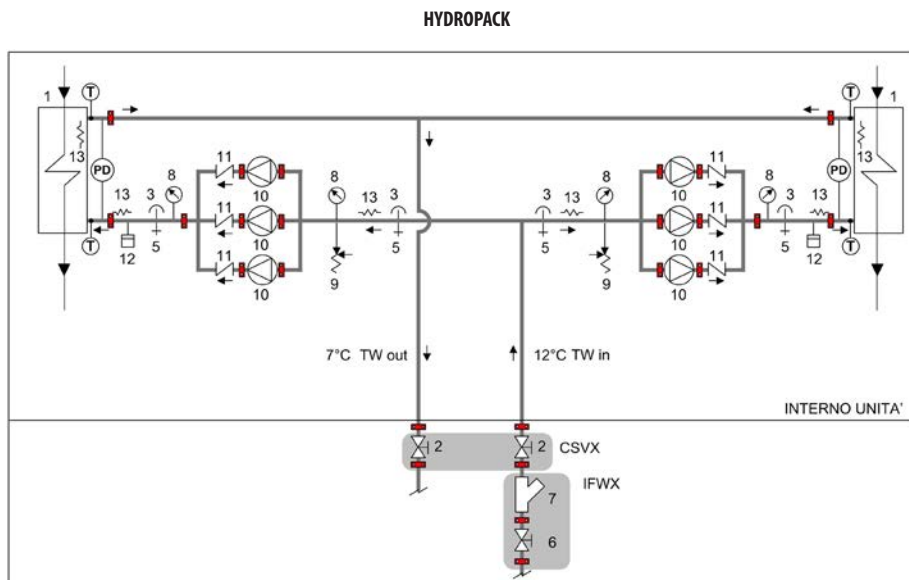 HYDROPACK
1 T T 1
13 PD 13 PD
11 10 11 10
13 3 8 11 10 8 13 3 3 13 8 10 11 8 3 13
12 5 5 5 5 12
T 11 10 9 9 10 11 T
7°C TW out 12°C TW in
INTERNO UNITA'
2 2 CSVX
IFWX
7
6